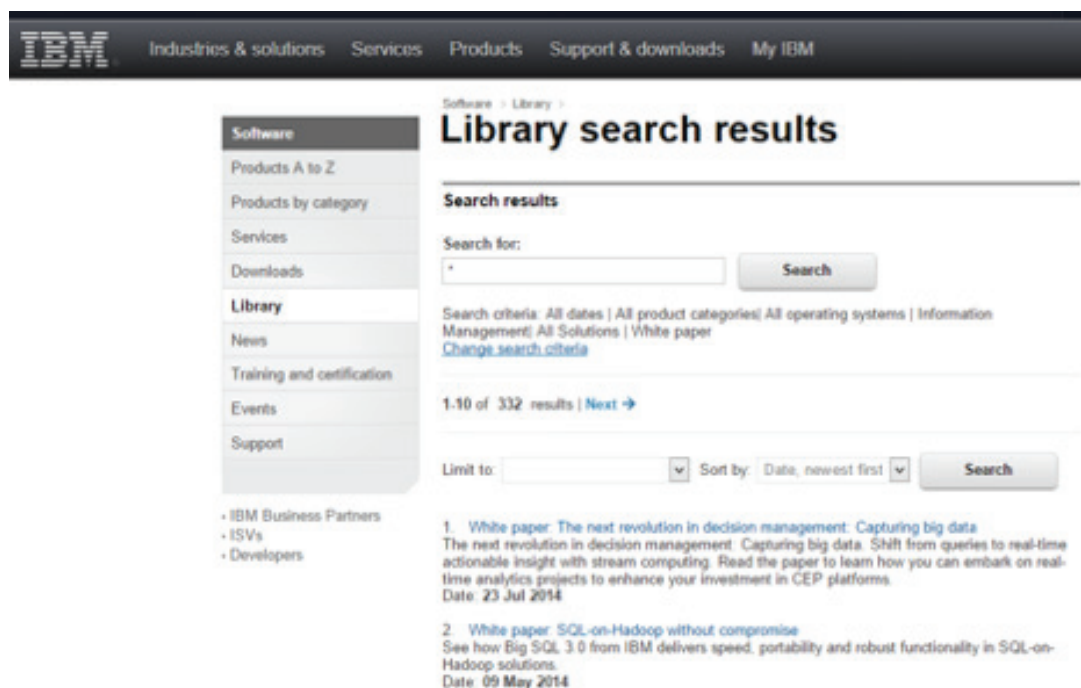 IBM
Industries & solutions Services Products Support & downloads My IBM
Software > Library >
Library search results
Software
Products A to Z
Products by category
Services
Downloads
Library
News
Training and certification
Events
Support
• IBM Business Partners
• ISVs
• Developers
Search results
Search for:
*
Search
Search criteria: All dates | All product categories| All operating systems | Information
Management| All Solutions | White paper
Change search criteria
1-10 of 332 results | Next →
Limit to: Sort by: Date, newest first Search
1. White paper: The next revolution in decision management: Capturing big data
The next revolution in decision management: Capturing big data. Shift from queries to real-time
actionable insight with stream computing. Read the paper to learn how you can embark on real-
time analytics projects to enhance your investment in CEP platforms.
Date: 23 Jul 2014
2. White paper: SQL-on-Hadoop without compromise
See how Big SQL 3.0 from IBM delivers speed, portability and robust functionality in SQL-on-
Hadoop solutions.
Date: 09 May 2014